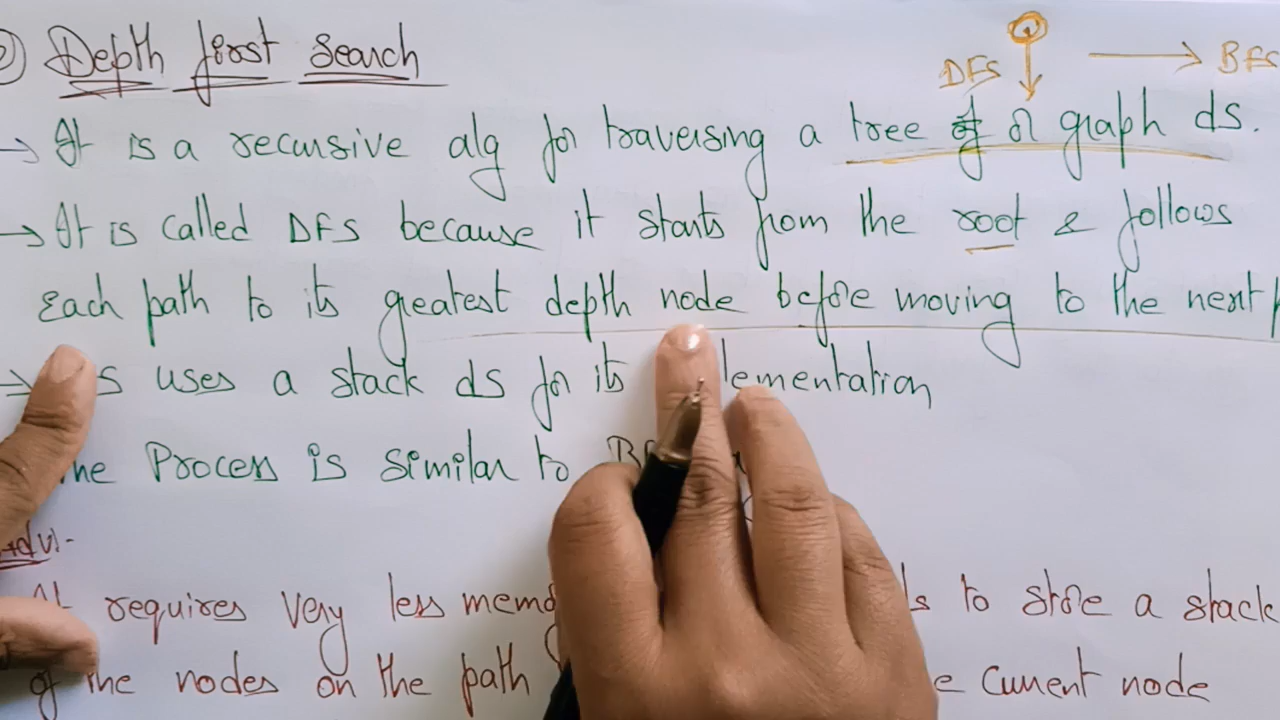 Depth first Search
DFS → BFS
→ It is a recursive alg for traversing a tree or graph ds.
→ It is called DFS because it starts from the root & follows
Each path to its greatest depth node before moving to the next
→ uses a stack ds for its
Process is similar to
Adv:-
It requires very less to store a stack
of the nodes on the path current node